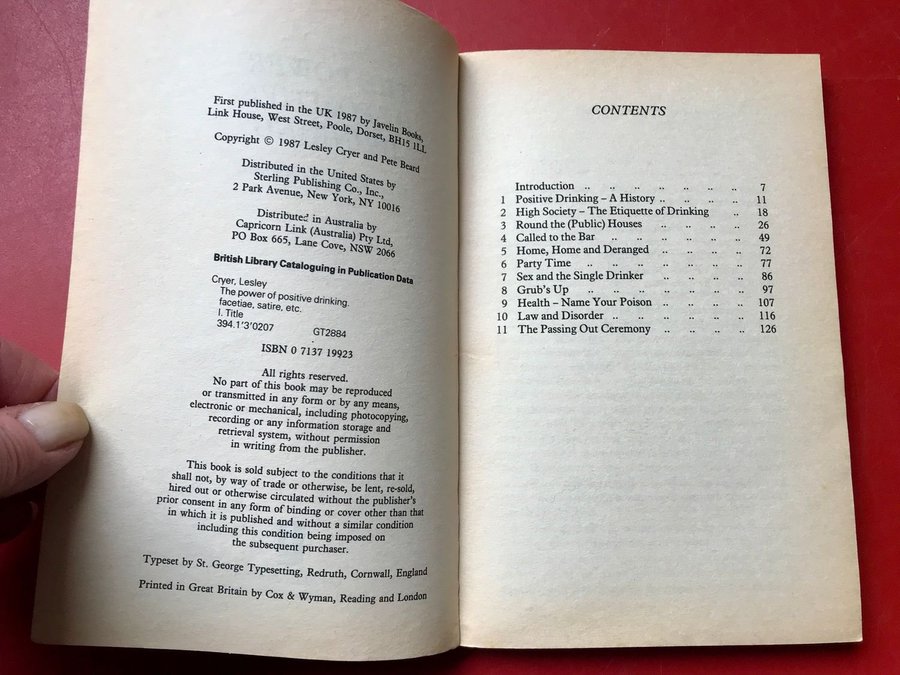 First published in the UK 1987 by Javelin Books,
Link House, West Street, Poole, Dorset, BH15 1LL
Copyright © 1987 Lesley Cryer and Pete Beard
Distributed in the United States by
Sterling Publishing Co., Inc.,
2 Park Avenue, New York, NY 10016
Distributed in Australia by
Capricorn Link (Australia) Pty Ltd,
PO Box 665, Lane Cove, NSW 2066
British Library Cataloguing in Publication Data
Cryer, Lesley
The power of positive drinking.
facetiae, satire, etc.
I. Title
394.1'3'0207 GT2884
ISBN 0 7137 19923
All rights reserved.
No part of this book may be reproduced
or transmitted in any form or by any means,
electronic or mechanical, including photocopying,
recording or any information storage and
retrieval system, without permission
in writing from the publisher.
This book is sold subject to the conditions that it
shall not, by way of trade or otherwise, be lent, re-sold,
hired out or otherwise circulated without the publisher's
prior consent in any form of binding or cover other than that
in which it is published and without a similar condition
including this condition being imposed on
the subsequent purchaser.
Typeset by St. George Typesetting, Redruth, Cornwall, England
Printed in Great Britain by Cox & Wyman, Reading and London
CONTENTS
Introduction .. .. .. .. .. .. .. 7
1 Positive Drinking – A History .. .. .. .. 11
2 High Society – The Etiquette of Drinking .. 18
3 Round the (Public) Houses .. .. .. .. 26
4 Called to the Bar .. .. .. .. .. .. 49
5 Home, Home and Deranged .. .. .. .. 72
6 Party Time .. .. .. .. .. .. .. 77
7 Sex and the Single Drinker .. .. .. .. 86
8 Grub's Up .. .. .. .. .. .. .. 97
9 Health – Name Your Poison .. .. .. .. 107
10 Law and Disorder .. .. .. .. .. .. 116
11 The Passing Out Ceremony .. .. .. .. 126